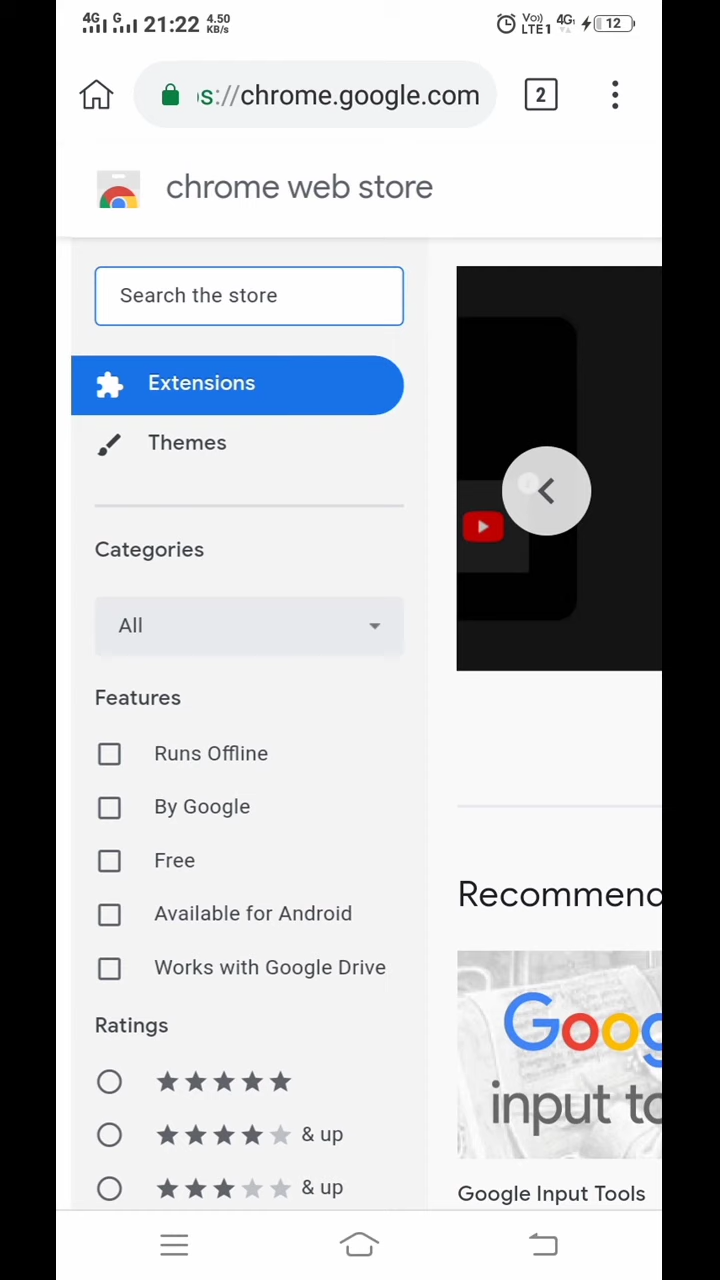 4G G 21:22 4.50 KB/s Vo) LTE1 4G 12
s://chrome.google.com 2
chrome web store
Search the store
Extensions
Themes
Categories
All
Features
Runs Offline
By Google
Free
Available for Android
Works with Google Drive
Ratings
& up
& up
Recommend
Goog
input to
Google Input Tools